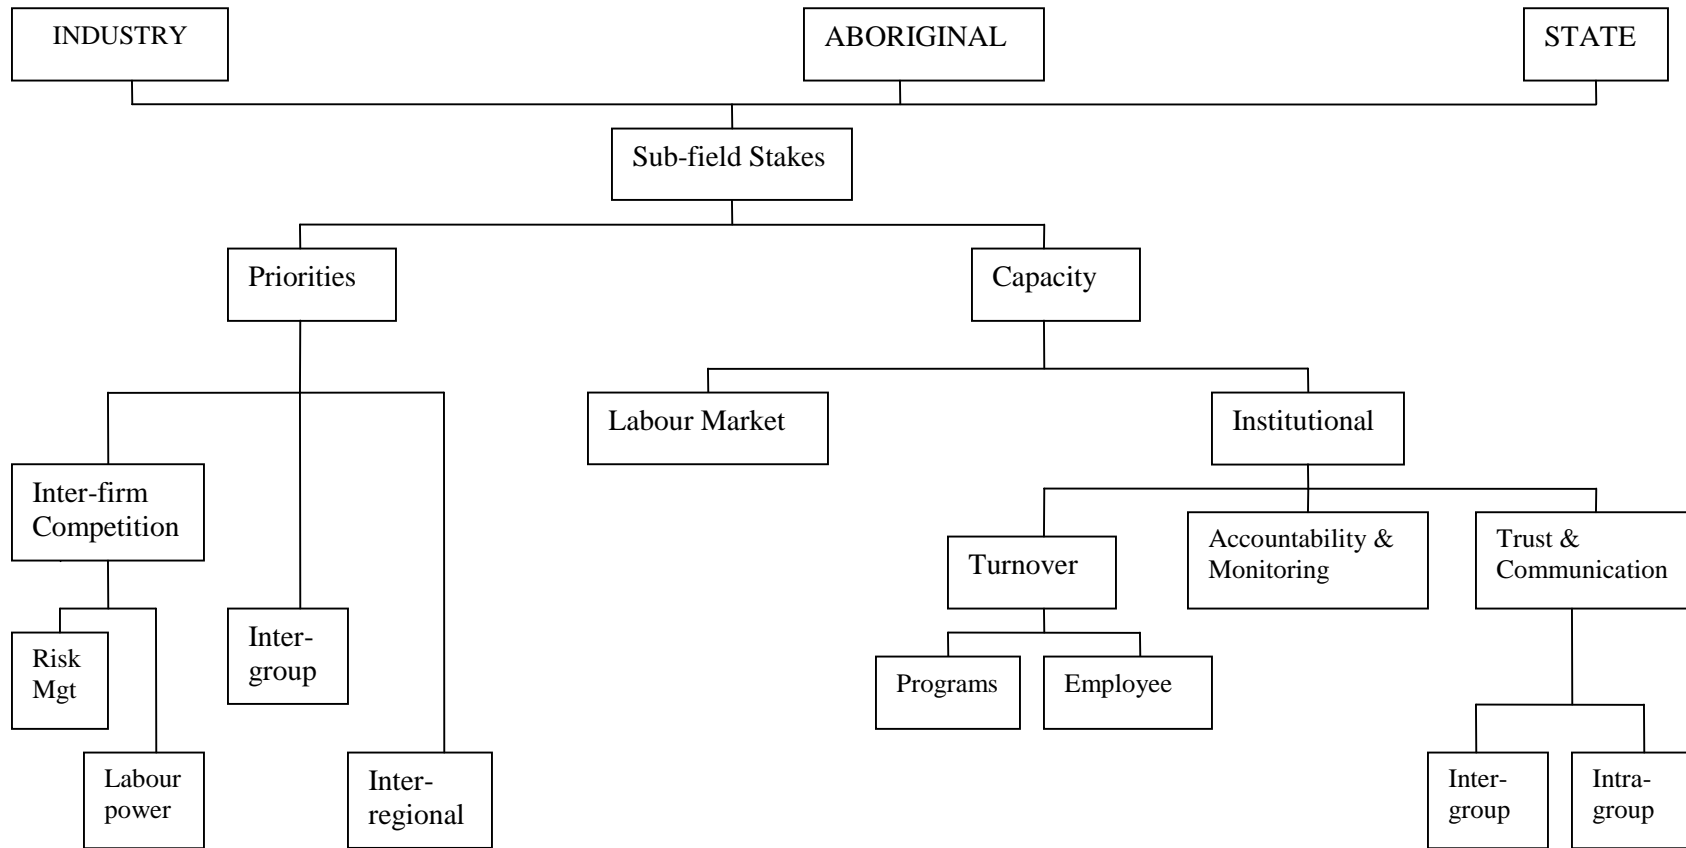 INDUSTRY
ABORIGINAL
STATE
Sub-field Stakes
Priorities
Capacity
Labour Market
Institutional
Inter-firm
Competition
Turnover
Accountability &
Monitoring
Trust &
Communication
Risk
Mgt
Inter-
group
Programs
Employee
Labour
power
Inter-
regional
Inter-
group
Intra-
group